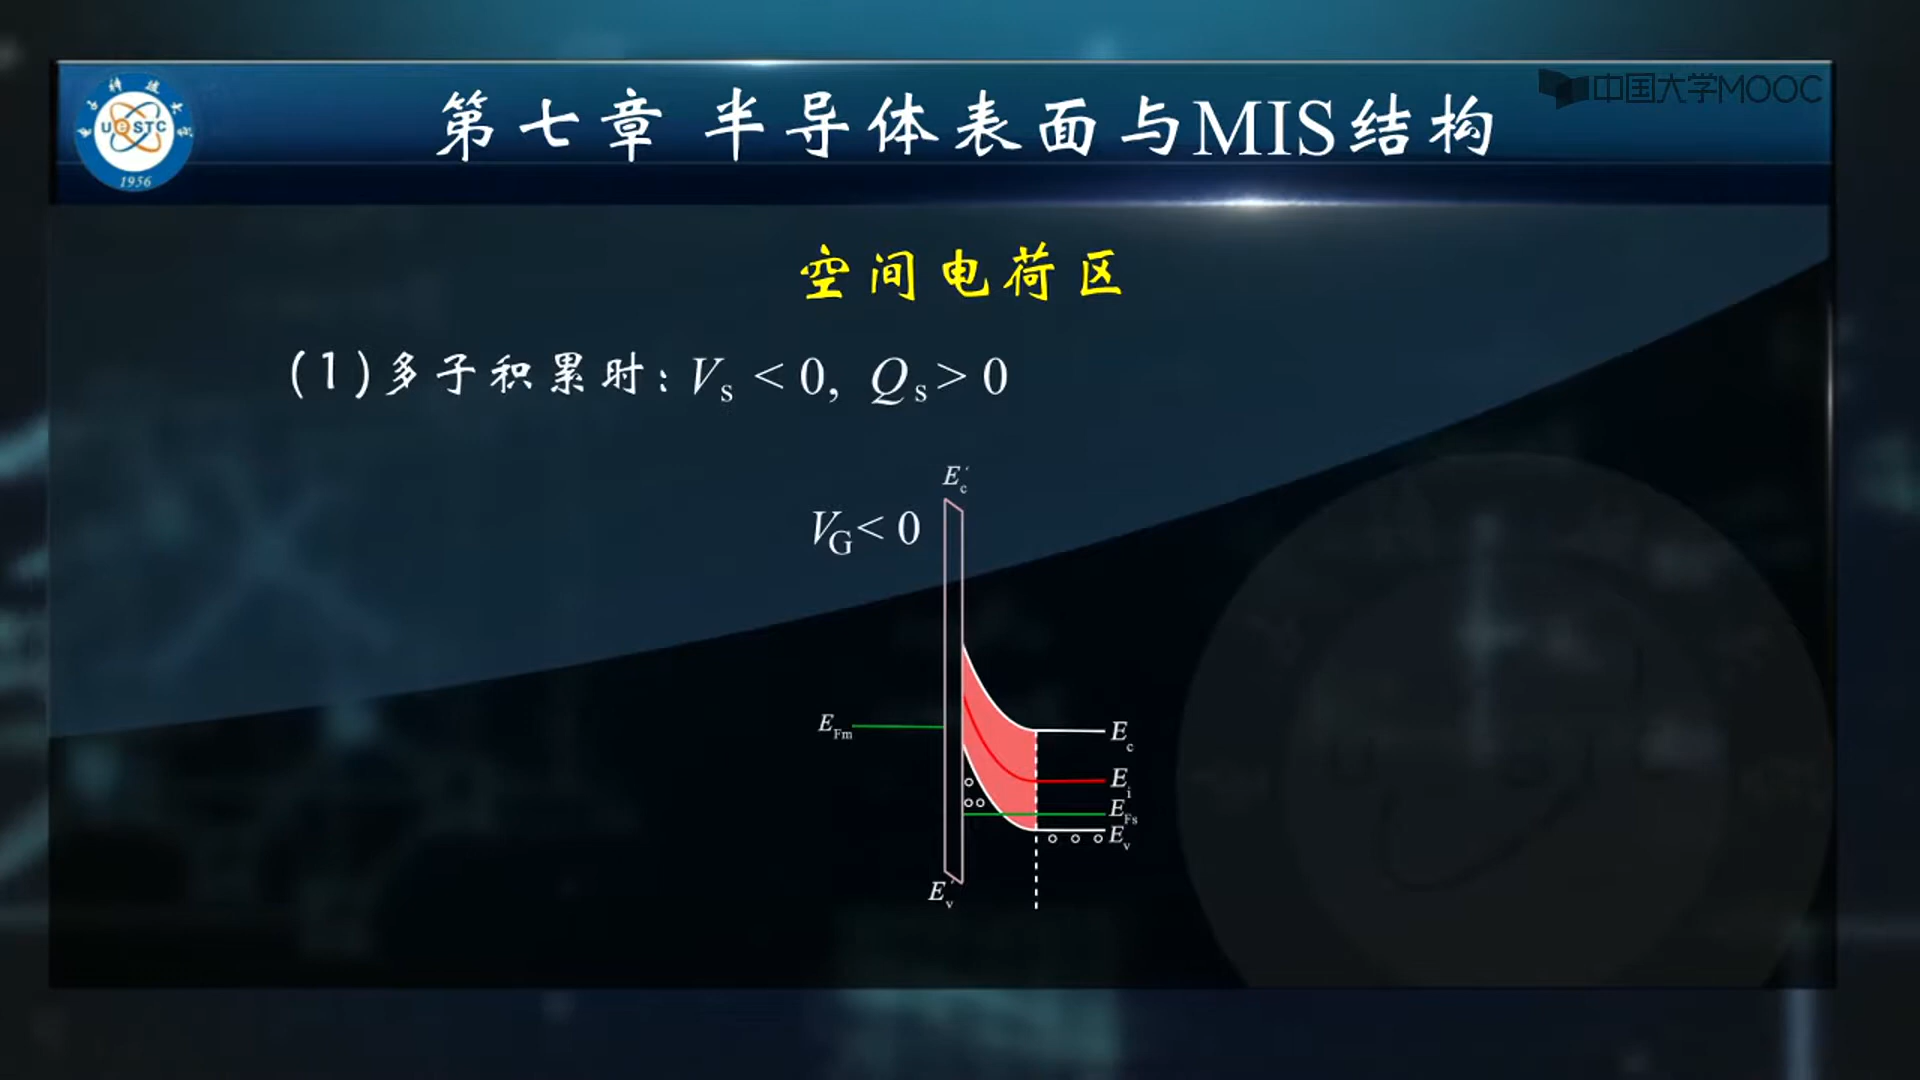 中国大学MOOC
UESTC
1956
第七章 半导体表面与MIS结构
空间电荷区
(1)多子积累时: Vs < 0, Qs > 0
Ec′
VG < 0
EFm
Ec
Ei
EFs
Ev
Ev′